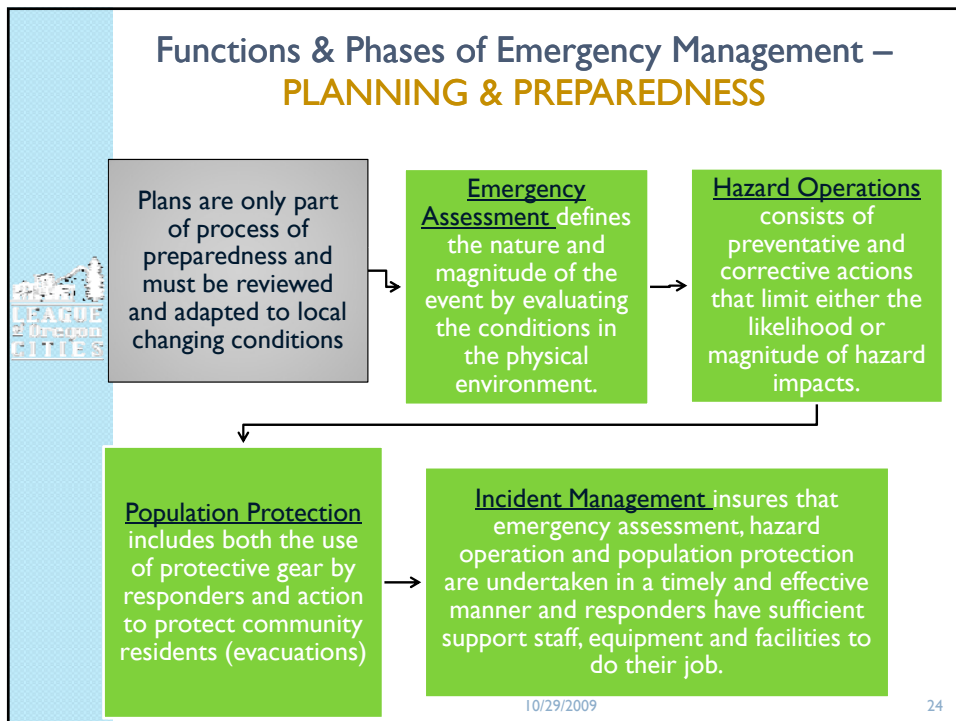 Functions & Phases of Emergency Management –
PLANNING & PREPAREDNESS
Plans are only part
of process of
preparedness and
must be reviewed
and adapted to local
changing conditions
Emergency
Assessment defines
the nature and
magnitude of the
event by evaluating
the conditions in
the physical
environment.
Hazard Operations
consists of
preventative and
corrective actions
that limit either the
likelihood or
magnitude of hazard
impacts.
LEAGUE
of Oregon
CITIES
Population Protection
includes both the use
of protective gear by
responders and action
to protect community
residents (evacuations)
Incident Management insures that
emergency assessment, hazard
operation and population protection
are undertaken in a timely and effective
manner and responders have sufficient
support staff, equipment and facilities to
do their job.
10/29/2009
24